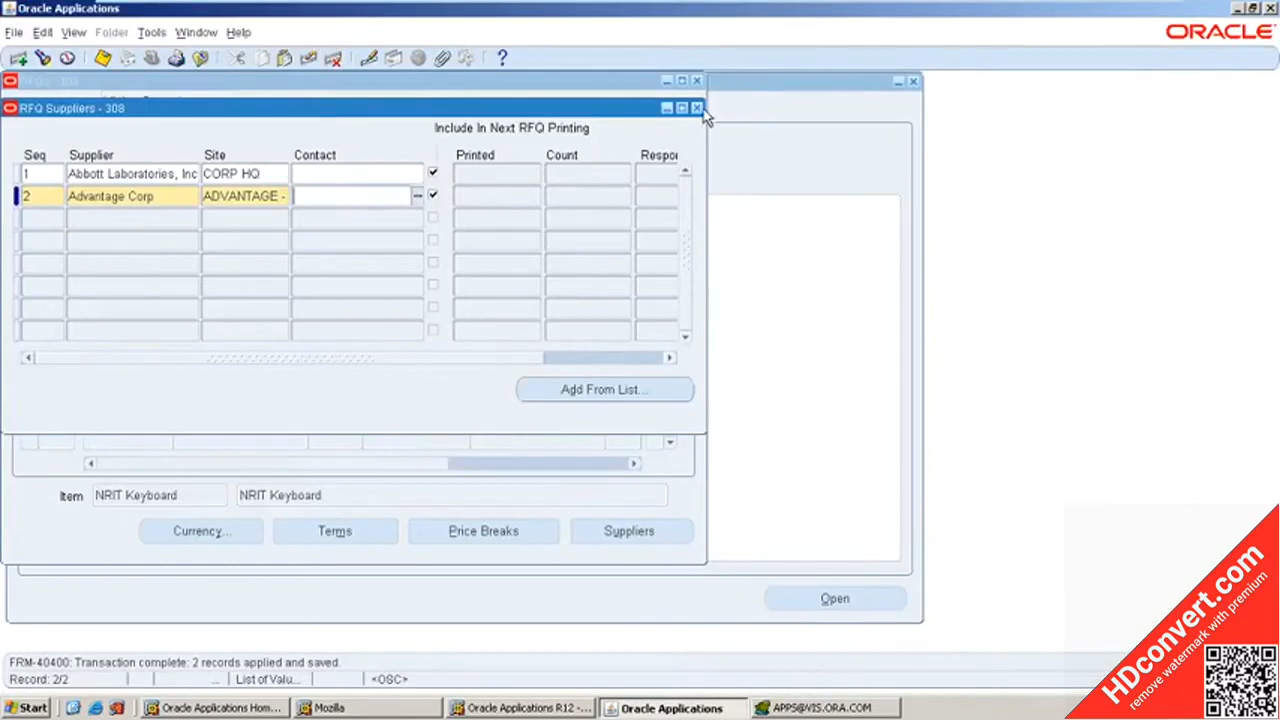 Oracle Applications
File Edit View Folder Tools Window Help
ORACLE
RFQ Suppliers - 308
Include In Next RFQ Printing
Seq Supplier Site Contact Printed Count Respor
1 Abbott Laboratories, Inc CORP HQ
2 Advantage Corp ADVANTAGE -
Add From List...
Item NRIT Keyboard NRIT Keyboard
Currency... Terms Price Breaks Suppliers
Open
FRM-40400: Transaction complete: 2 records applied and saved.
Record: 2/2 ... List of Valu... <OSC>
Start Oracle Applications Hom... Mozilla Oracle Applications R12 -... Oracle Applications APPS@VIS.ORA.COM
HDconvert.com
remove watermark with premium